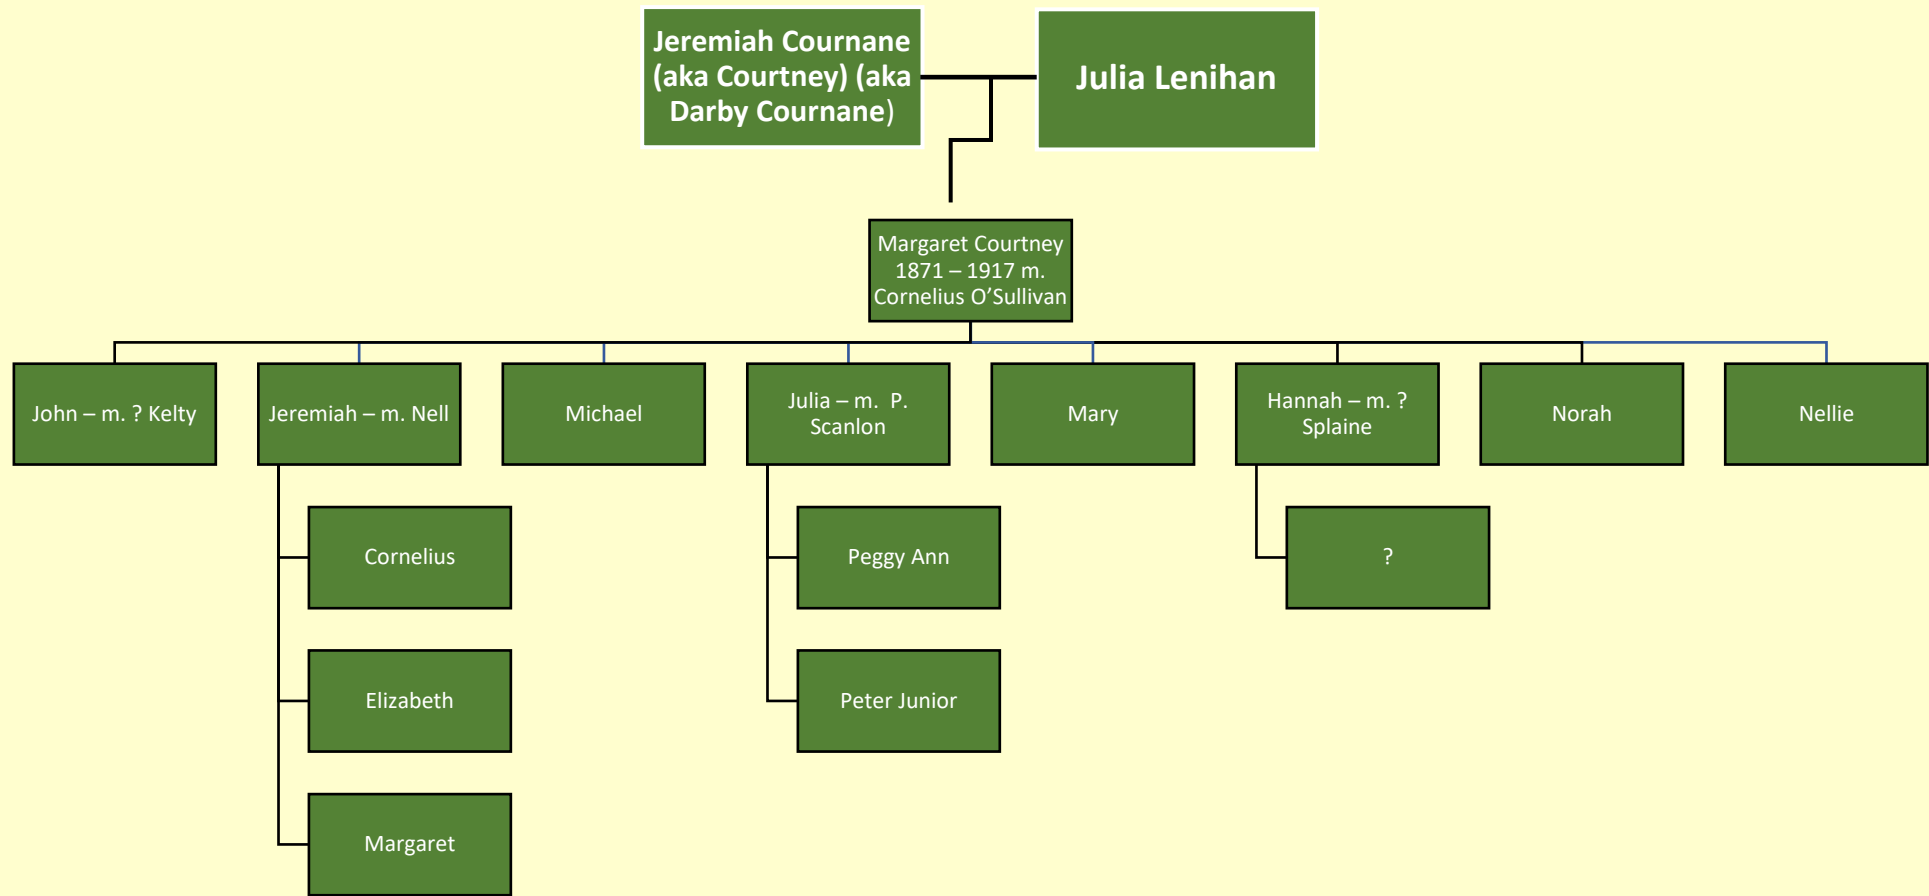 Jeremiah Cournane
(aka Courtney) (aka
Darby Cournane)
Julia Lenihan
Margaret Courtney
1871 – 1917 m.
Cornelius O’Sullivan
John – m. ? Kelty
Jeremiah – m. Nell
Michael
Julia – m. P.
Scanlon
Mary
Hannah – m. ?
Splaine
Norah
Nellie
Cornelius
Peggy Ann
?
Elizabeth
Peter Junior
Margaret